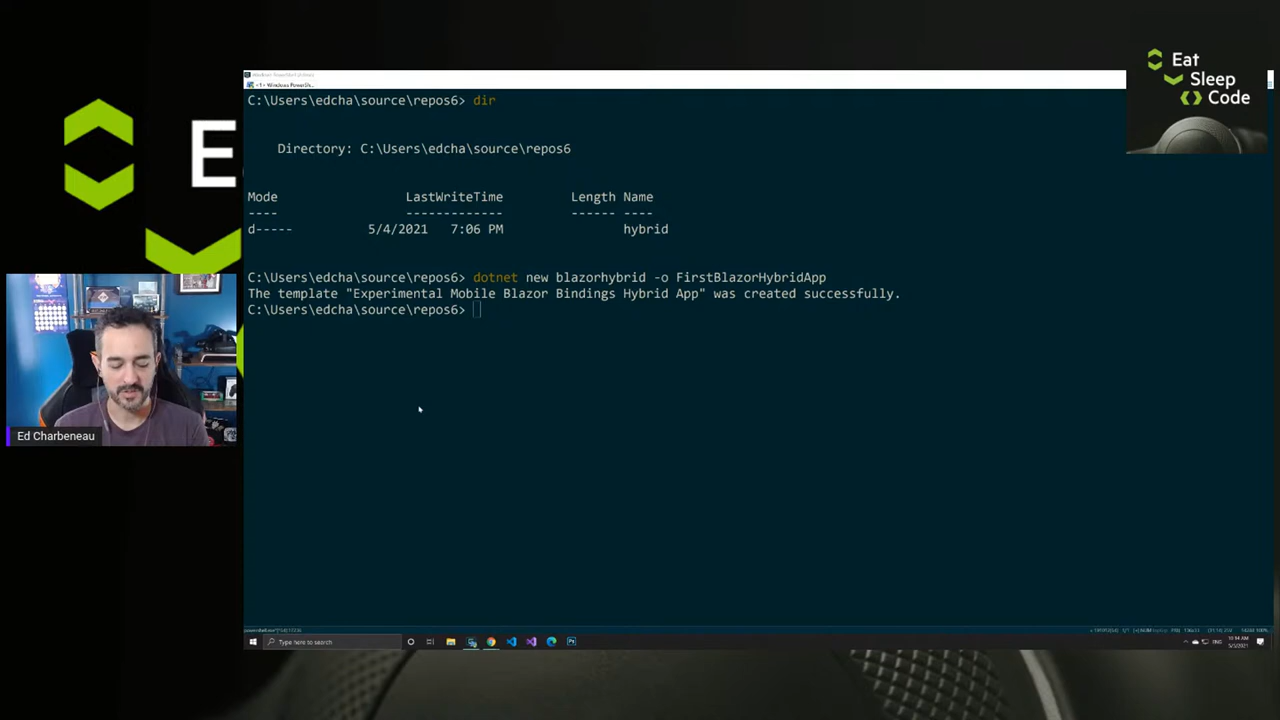 Eat
Sleep
Code
E
C:\Users\edcha\source\repos6> dir
Directory: C:\Users\edcha\source\repos6
Mode LastWriteTime Length Name
---- ------------- ------ ----
d----- 5/4/2021 7:06 PM hybrid
C:\Users\edcha\source\repos6> dotnet new blazorhybrid -o FirstBlazorHybridApp
The template "Experimental Mobile Blazor Bindings Hybrid App" was created successfully.
C:\Users\edcha\source\repos6>
Ed Charbeneau
Type here to search